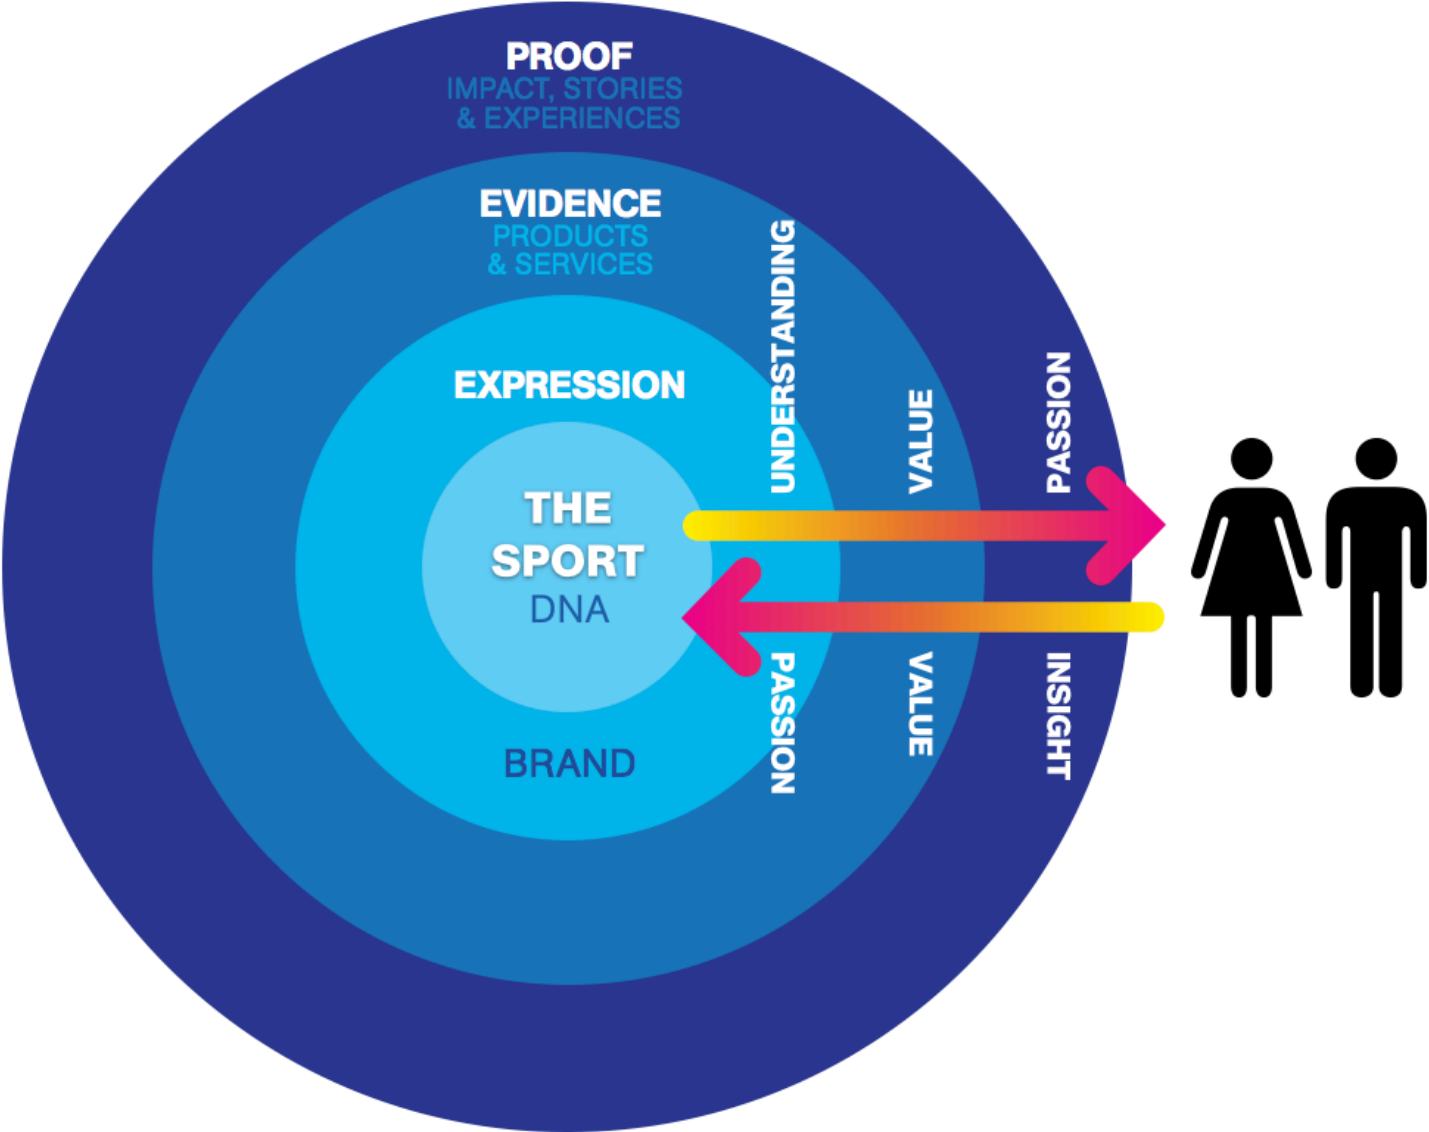 PROOF
IMPACT, STORIES
& EXPERIENCES
EVIDENCE
PRODUCTS
& SERVICES
EXPRESSION
THE
SPORT
DNA
BRAND
UNDERSTANDING
VALUE
PASSION
PASSION
VALUE
INSIGHT